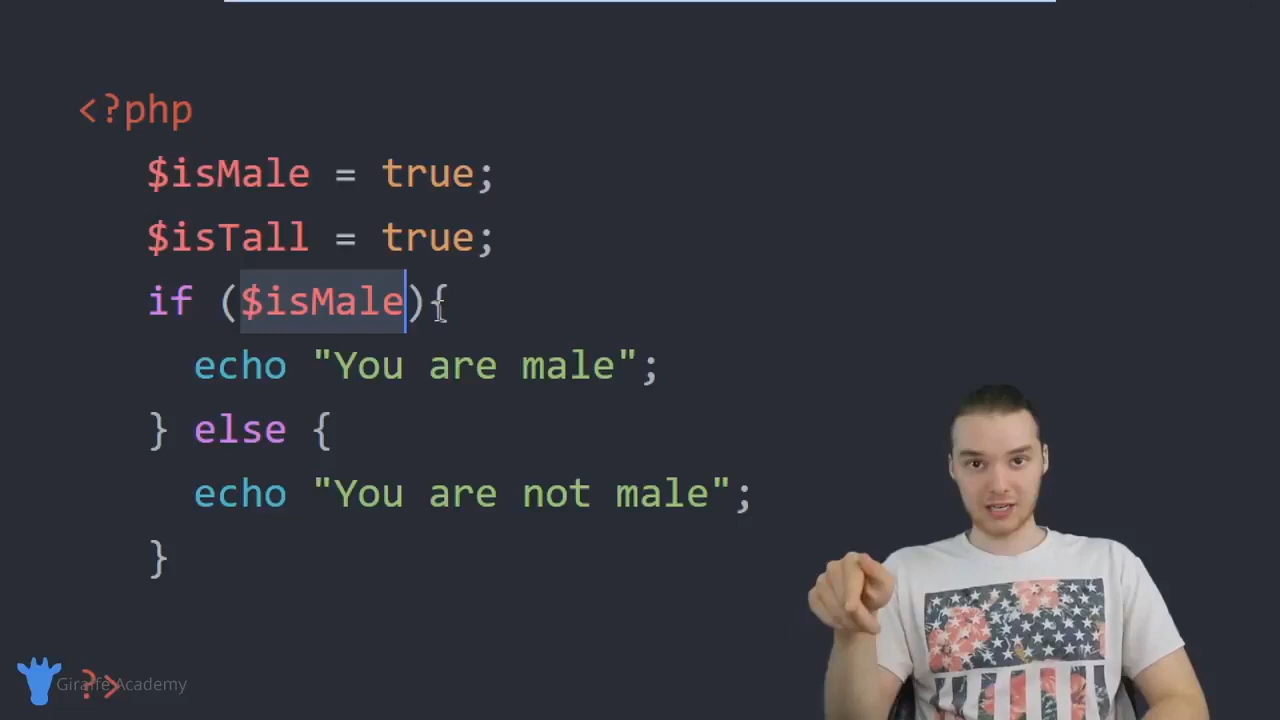 <?php
$isMale = true;
$isTall = true;
if ($isMale){
echo "You are male";
} else {
echo "You are not male";
}
?>
Giraffe Academy